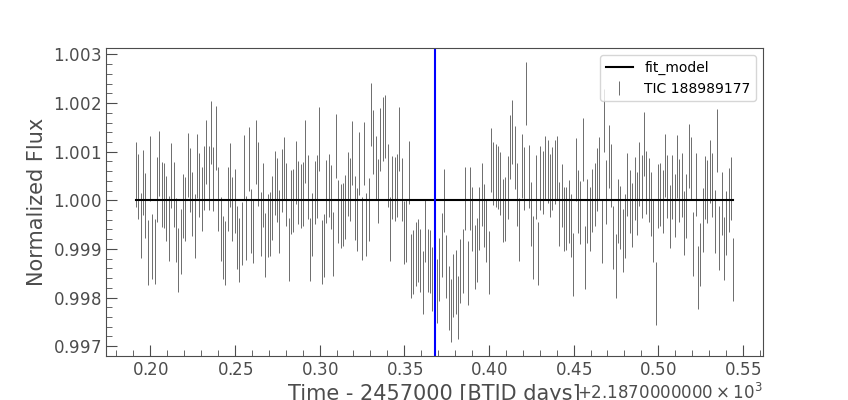 1.003
1.002
1.001
1.000
0.999
0.998
0.997
Normalized Flux
fit_model
TIC 188989177
0.20 0.25 0.30 0.35 0.40 0.45 0.50 0.55
Time - 2457000 [BTJD days]
+2.1870000000 × 10³